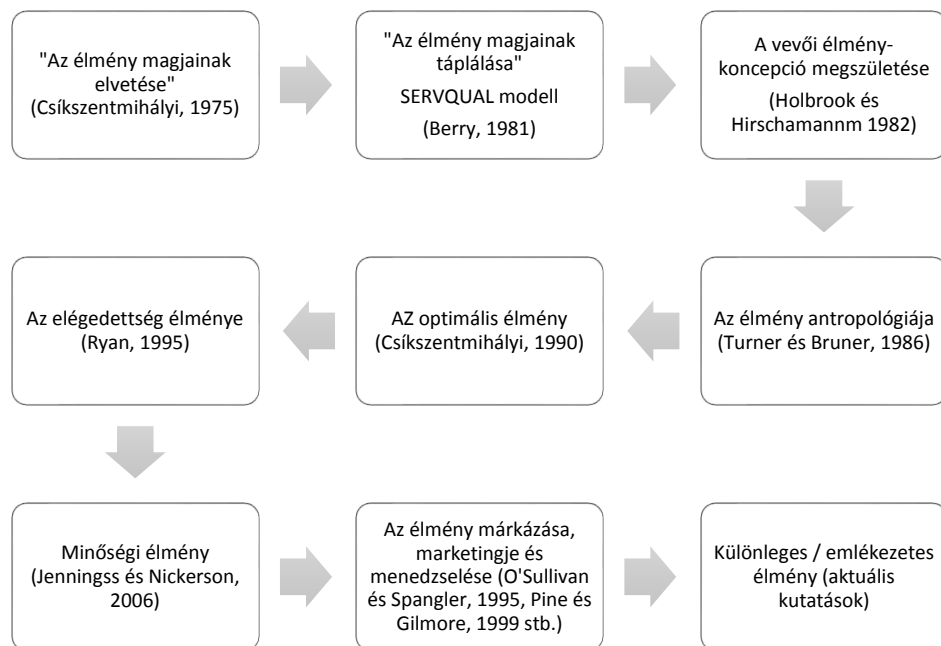 "Az élmény magjainak
elvetése"
(Csíkszentmihályi, 1975)
"Az élmény magjainak
táplálása"
SERVQUAL modell
(Berry, 1981)
A vevői élmény-
koncepció megszületése
(Holbrook és
Hirschamannm 1982)
Az élmény antropológiája
(Turner és Bruner, 1986)
AZ optimális élmény
(Csíkszentmihályi, 1990)
Az elégedettség élménye
(Ryan, 1995)
Minőségi élmény
(Jenningss és Nickerson,
2006)
Az élmény márkázása,
marketingje és
menedzselése (O'Sullivan
és Spangler, 1995, Pine és
Gilmore, 1999 stb.)
Különleges / emlékezetes
élmény (aktuális
kutatások)